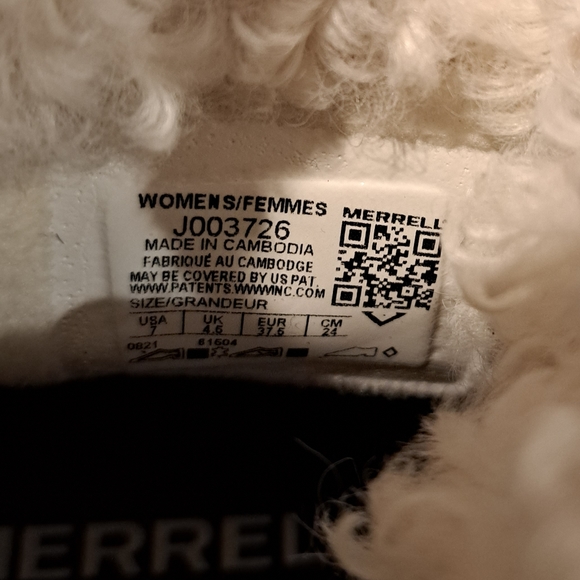 WOMENS/FEMMES
J003726
MADE IN CAMBODIA
FABRIQUÉ AU CAMBODGE
MAY BE COVERED BY US PAT.
WWW.PATENTS.WWWINC.COM
SIZE/GRANDEUR
USA UK EUR CM
7 4.5 37.5 24
0821 61604
MERRELL
MERRELL